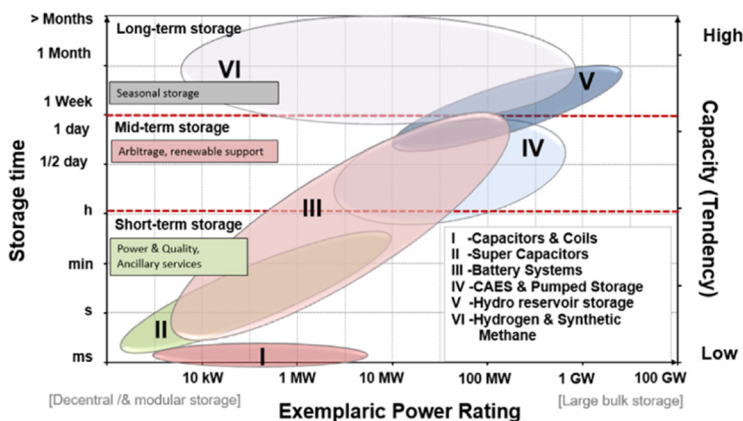 > Months
1 Month
1 Week
1 day
1/2 day
h
min
s
ms
Storage time
Long-term storage
VI
Seasonal storage
V
Mid-term storage
Arbitrage, renewable support
IV
III
Short-term storage
Power & Quality,
Ancillary services
II
I
I -Capacitors & Coils
II -Super Capacitors
III -Battery Systems
IV -CAES & Pumped Storage
V -Hydro reservoir storage
VI -Hydrogen & Synthetic
Methane
High
Capacity (Tendency)
Low
10 kW 1 MW 10 MW 100 MW 1 GW 100 GW
[Decentral /& modular storage]
Exemplaric Power Rating
[Large bulk storage]